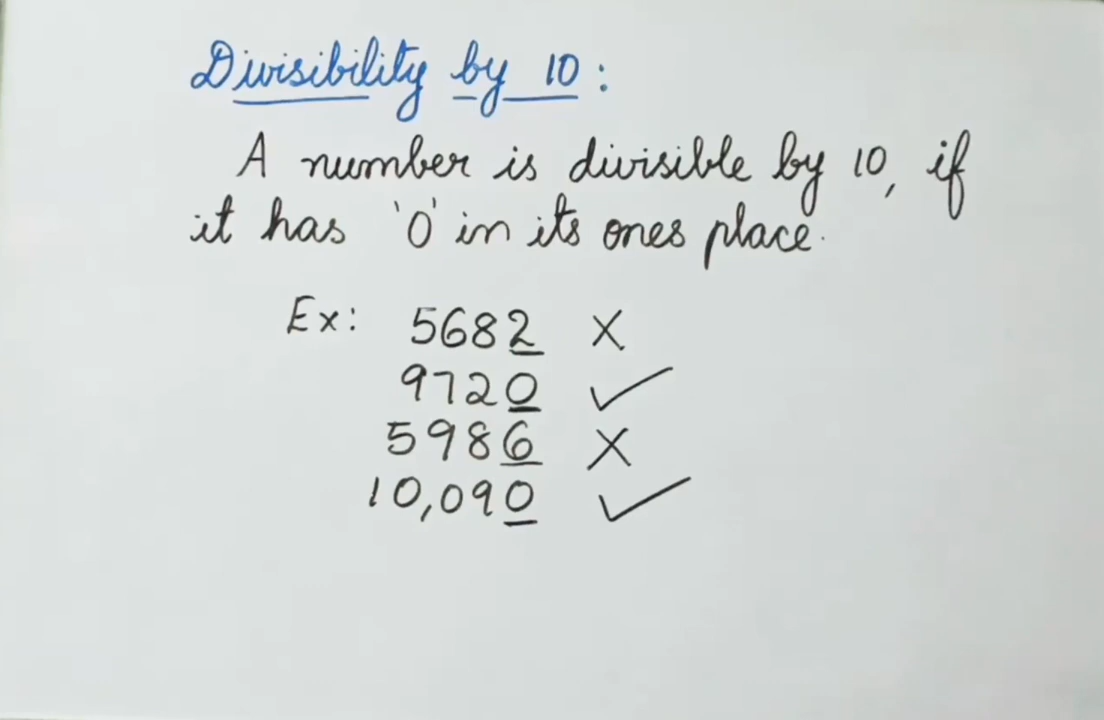 Divisibility by 10 :
A number is divisible by 10, if
it has '0' in its ones place.
Ex: 5682 X
9720 ✓
5986 X
10,090 ✓